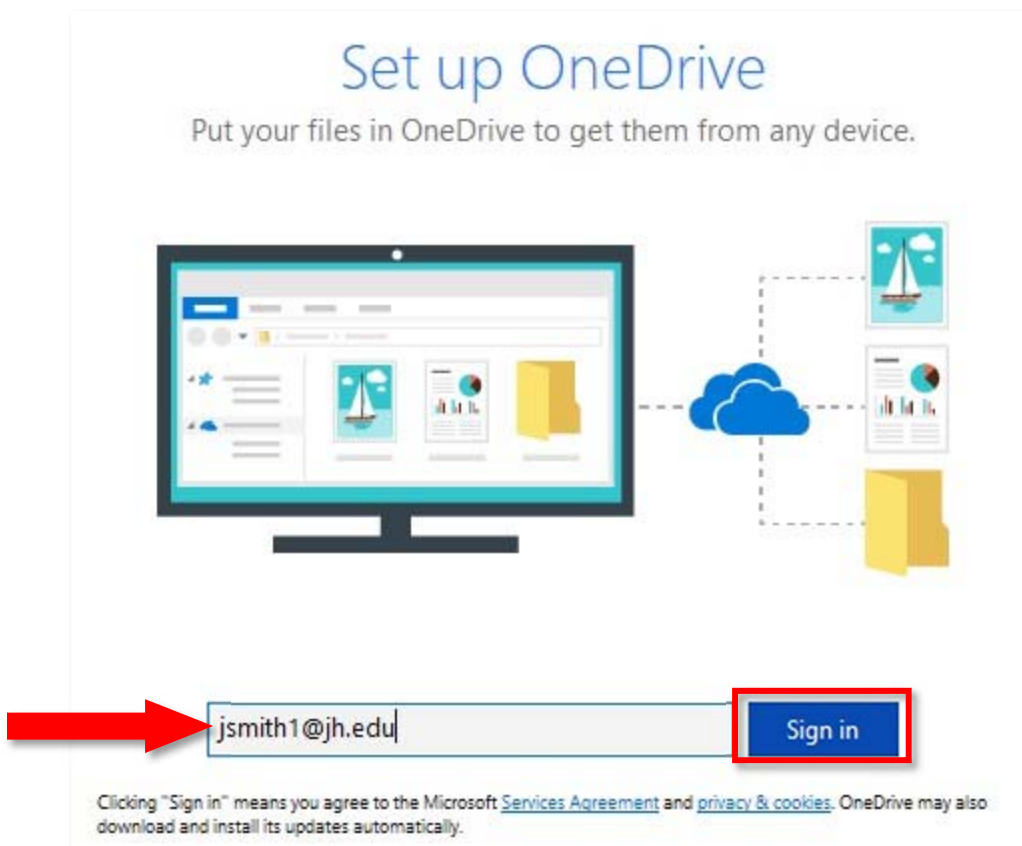 Set up OneDrive
Put your files in OneDrive to get them from any device.
jsmith1@jh.edu
Sign in
Clicking "Sign in" means you agree to the Microsoft Services Agreement and privacy & cookies. OneDrive may also
download and install its updates automatically.